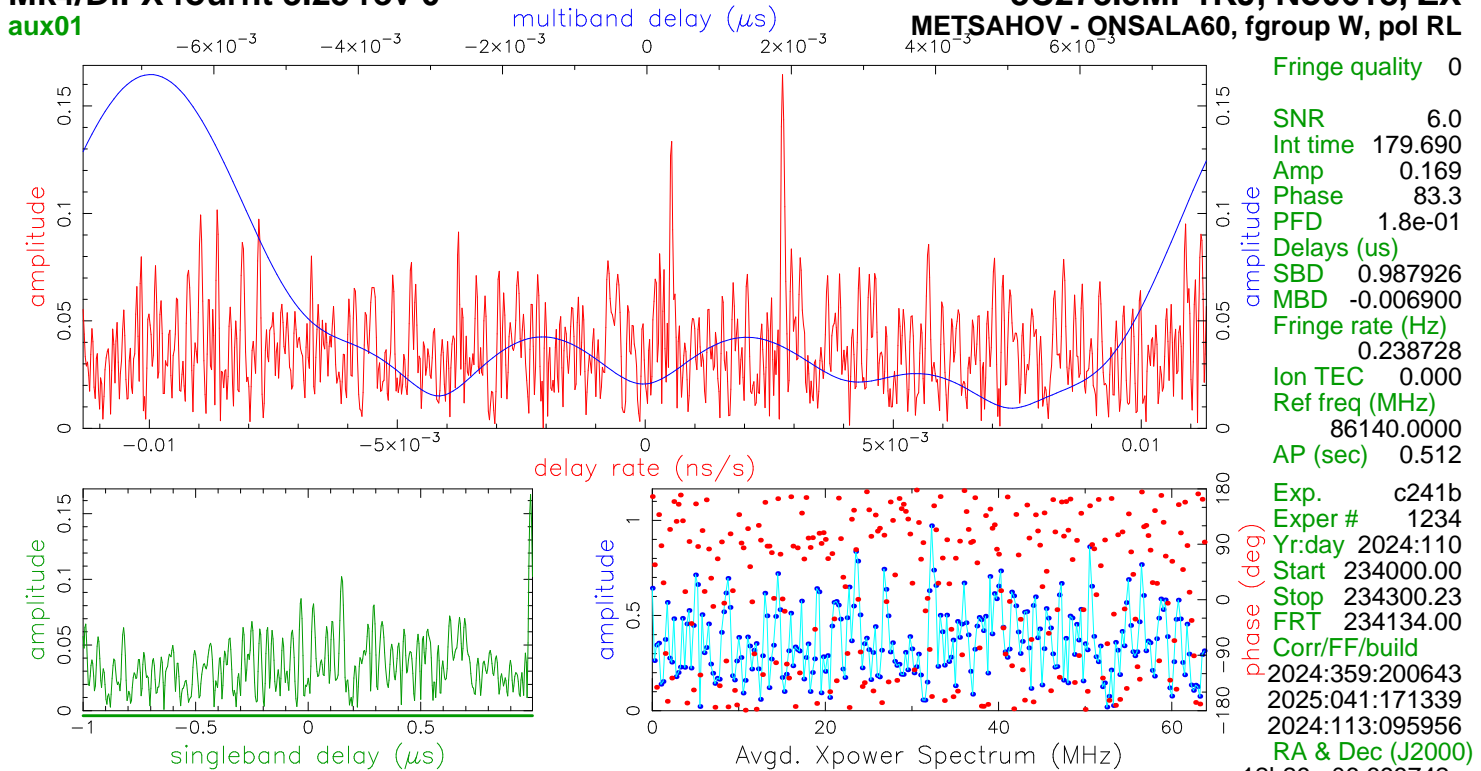 aux01
METSAHOV - ONSALA60, fgroup W, pol RL
multiband delay (μs)
−6×10⁻³ −4×10⁻³ −2×10⁻³ 0 2×10⁻³ 4×10⁻³ 6×10⁻³
amplitude
0 0.05 0.1 0.15
amplitude
0 0.05 0.1 0.15
−0.01 −5×10⁻³ 0 5×10⁻³ 0.01
delay rate (ns/s)
Fringe quality 0
SNR 6.0
Int time 179.690
Amp 0.169
Phase 83.3
PFD 1.8e-01
Delays (us)
SBD 0.987926
MBD -0.006900
Fringe rate (Hz)
0.238728
Ion TEC 0.000
Ref freq (MHz)
86140.0000
AP (sec) 0.512
Exp. c241b
Exper # 1234
Yr:day 2024:110
Start 234000.00
Stop 234300.23
FRT 234134.00
Corr/FF/build
2024:359:200643
2025:041:171339
2024:113:095956
RA & Dec (J2000)
amplitude
0 0.05 0.1 0.15
−1 −0.5 0 0.5
singleband delay (μs)
amplitude
0 0.5 1
0 20 40 60
Avgd. Xpower Spectrum (MHz)
−180 −90 0 90 180
phase (deg)